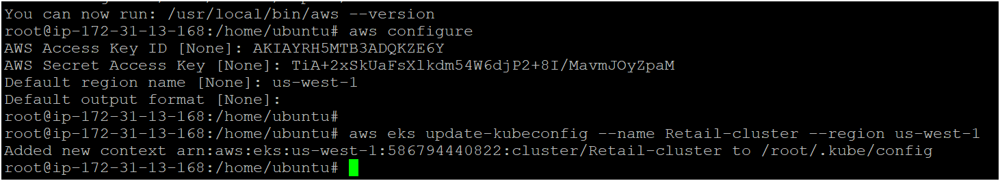 You can now run: /usr/local/bin/aws --version
root@ip-172-31-13-168:/home/ubuntu# aws configure
AWS Access Key ID [None]: AKIAYRH5MTB3ADQKZE6Y
AWS Secret Access Key [None]: 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
Default region name [None]: us-west-1
Default output format [None]:
root@ip-172-31-13-168:/home/ubuntu#
root@ip-172-31-13-168:/home/ubuntu# aws eks update-kubeconfig --name Retail-cluster --region us-west-1
Added new context arn:aws:eks:us-west-1:586794440822:cluster/Retail-cluster to /root/.kube/config
root@ip-172-31-13-168:/home/ubuntu#